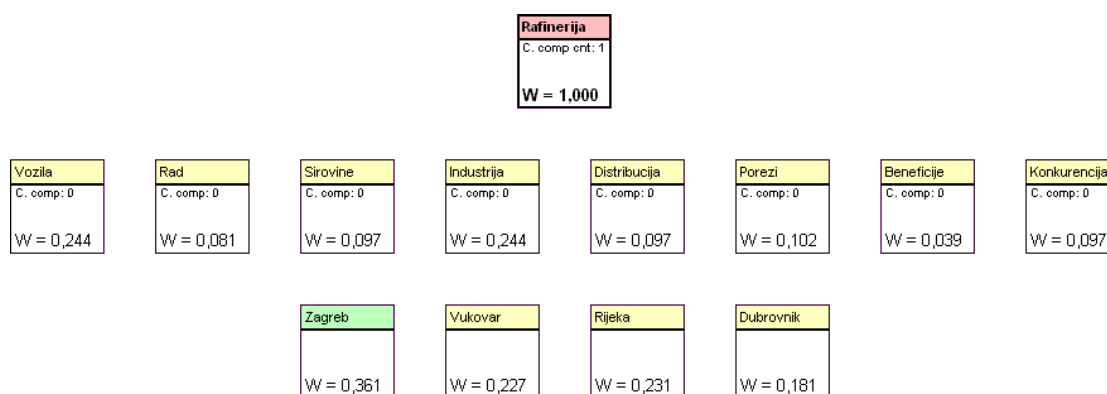 Rafinerija
C. comp cnt: 1
W = 1,000
Vozila Rad Sirovine Industrija Distribucija Porezi Beneficije Konkurencija
C. comp: 0 C. comp: 0 C. comp: 0 C. comp: 0 C. comp: 0 C. comp: 0 C. comp: 0 C. comp: 0
W = 0,244 W = 0,081 W = 0,097 W = 0,244 W = 0,097 W = 0,102 W = 0,039 W = 0,097
Zagreb Vukovar Rijeka Dubrovnik
W = 0,361 W = 0,227 W = 0,231 W = 0,181